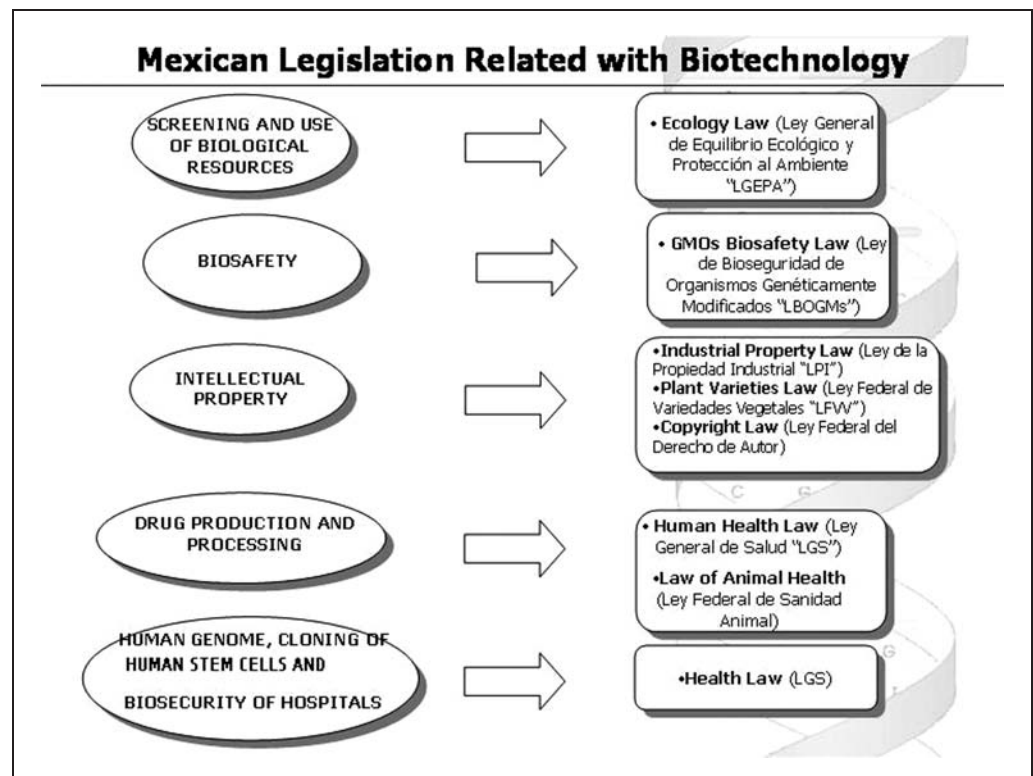 Mexican Legislation Related with Biotechnology
SCREENING AND USE
OF BIOLOGICAL
RESOURCES
• Ecology Law (Ley General
de Equilibrio Ecológico y
Protección al Ambiente
"LGEPA")
BIOSAFETY
• GMOs Biosafety Law (Ley
de Bioseguridad de
Organismos Genéticamente
Modificados "LBOGMs")
INTELLECTUAL
PROPERTY
•Industrial Property Law (Ley de la
Propiedad Industrial "LPI")
•Plant Varieties Law (Ley Federal de
Variedades Vegetales "LFVV")
•Copyright Law (Ley Federal del
Derecho de Autor)
C G
DRUG PRODUCTION AND
PROCESSING
• Human Health Law (Ley
General de Salud "LGS")
•Law of Animal Health
(Ley Federal de Sanidad
Animal)
HUMAN GENOME, CLONING OF
HUMAN STEM CELLS AND
BIOSECURITY OF HOSPITALS
G
•Health Law (LGS)